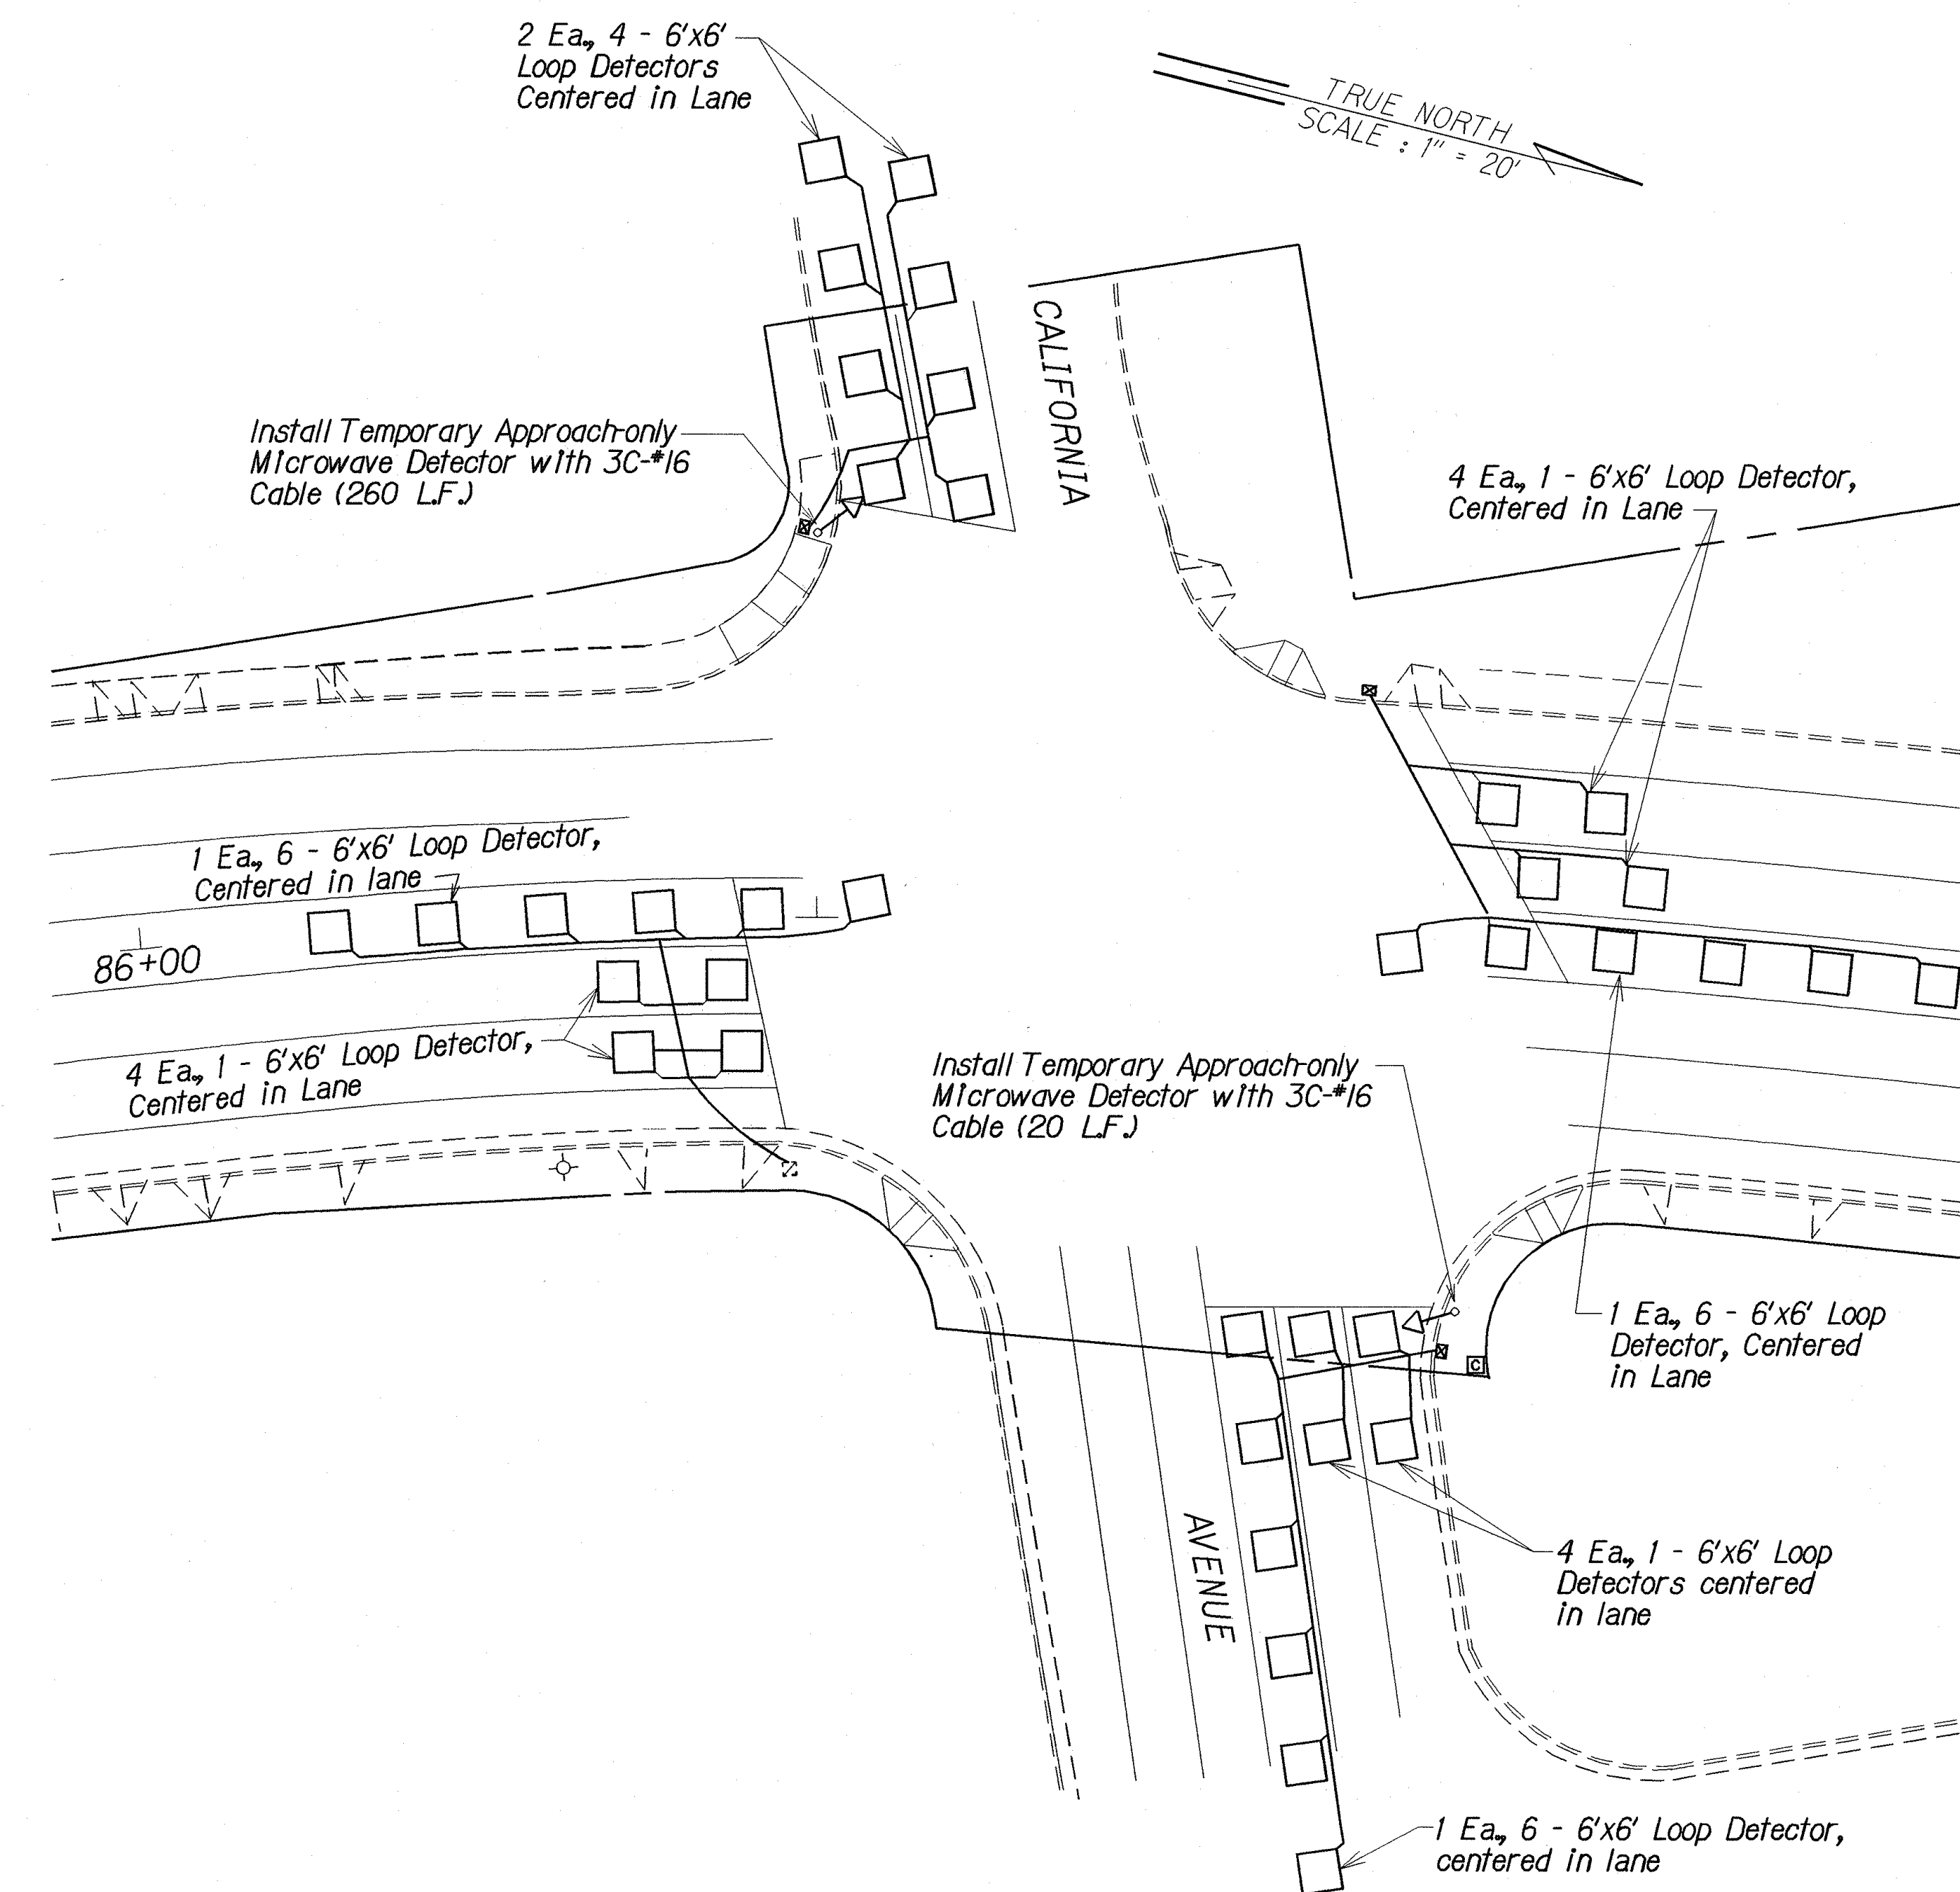 2 Ea., 4 - 6'x6'
Loop Detectors
Centered in Lane
TRUE NORTH
SCALE : 1" = 20'
CALIFORNIA
Install Temporary Approach-only
Microwave Detector with 3C-#16
Cable (260 L.F.)
4 Ea., 1 - 6'x6' Loop Detector,
Centered in Lane
1 Ea., 6 - 6'x6' Loop Detector,
Centered in lane
86+00
4 Ea., 1 - 6'x6' Loop Detector,
Centered in Lane
Install Temporary Approach-only
Microwave Detector with 3C-#16
Cable (20 L.F.)
1 Ea., 6 - 6'x6' Loop
Detector, Centered
in Lane
C
AVENUE
4 Ea., 1 - 6'x6' Loop
Detectors centered
in lane
1 Ea., 6 - 6'x6' Loop Detector,
centered in lane